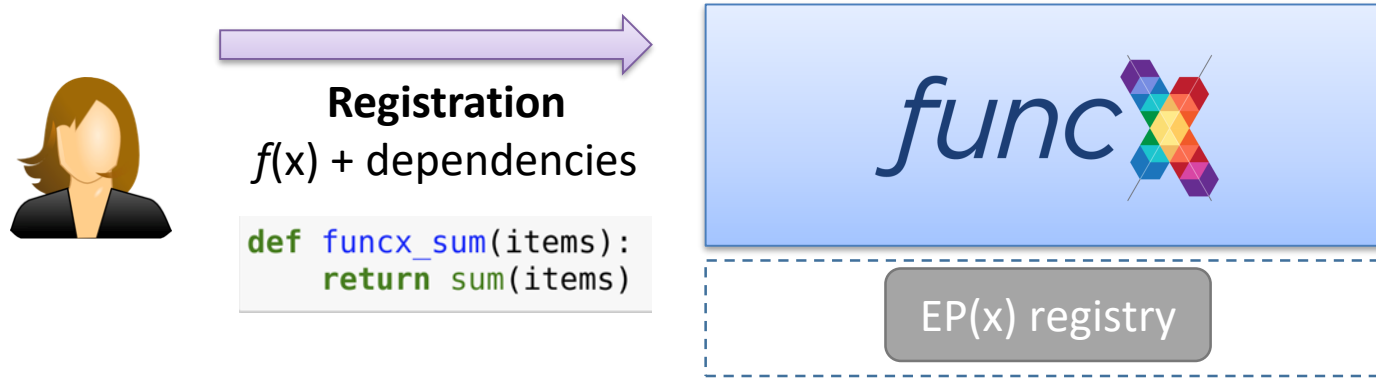 Registration
f(x) + dependencies
def funcx_sum(items):
    return sum(items)
funcX
EP(x) registry